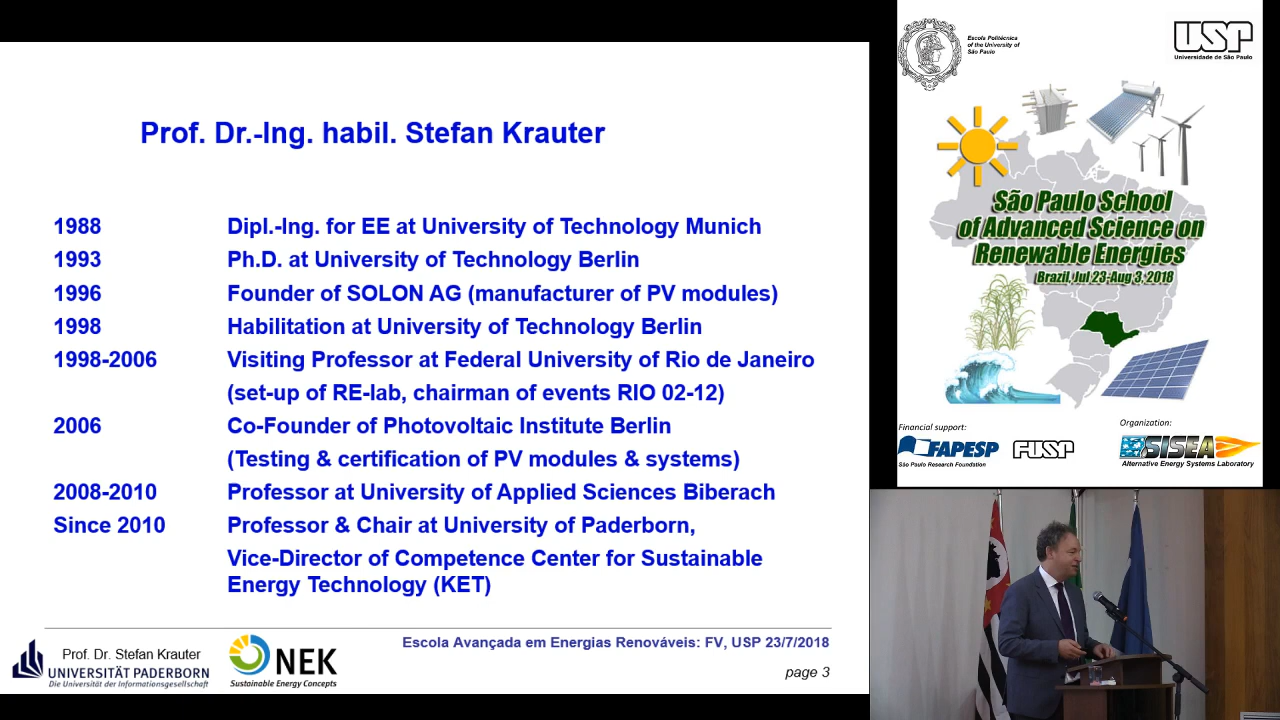 Prof. Dr.-Ing. habil. Stefan Krauter
1988 Dipl.-Ing. for EE at University of Technology Munich
1993 Ph.D. at University of Technology Berlin
1996 Founder of SOLON AG (manufacturer of PV modules)
1998 Habilitation at University of Technology Berlin
1998-2006 Visiting Professor at Federal University of Rio de Janeiro
(set-up of RE-lab, chairman of events RIO 02-12)
2006 Co-Founder of Photovoltaic Institute Berlin
(Testing & certification of PV modules & systems)
2008-2010 Professor at University of Applied Sciences Biberach
Since 2010 Professor & Chair at University of Paderborn,
Vice-Director of Competence Center for Sustainable
Energy Technology (KET)
Prof. Dr. Stefan Krauter
UNIVERSITÄT PADERBORN
Die Universität der Informationsgesellschaft
NEK
Sustainable Energy Concepts
Escola Avançada em Energias Renováveis: FV, USP 23/7/2018
page 3
Escola Politécnica
of the University of
São Paulo
USP
Universidade de São Paulo
São Paulo School
of Advanced Science on
Renewable Energies
Brazil, Jul 23-Aug 3, 2018
Financial support:
FAPESP
São Paulo Research Foundation
FUSP
Organization:
SISEA
Alternative Energy Systems Laboratory